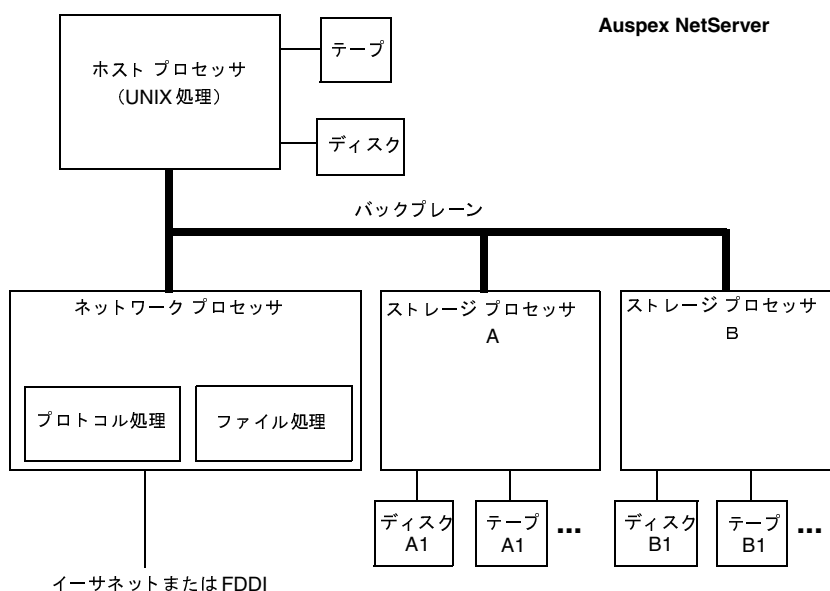 Auspex NetServer
ホスト プロセッサ
（UNIX 処理）
テープ
ディスク
バックプレーン
ネットワーク プロセッサ
プロトコル処理
ファイル処理
ストレージ プロセッサ
A
ストレージ プロセッサ
B
ディスク
A1
テープ
A1
...
ディスク
B1
テープ
B1
...
イーサネットまたは FDDI